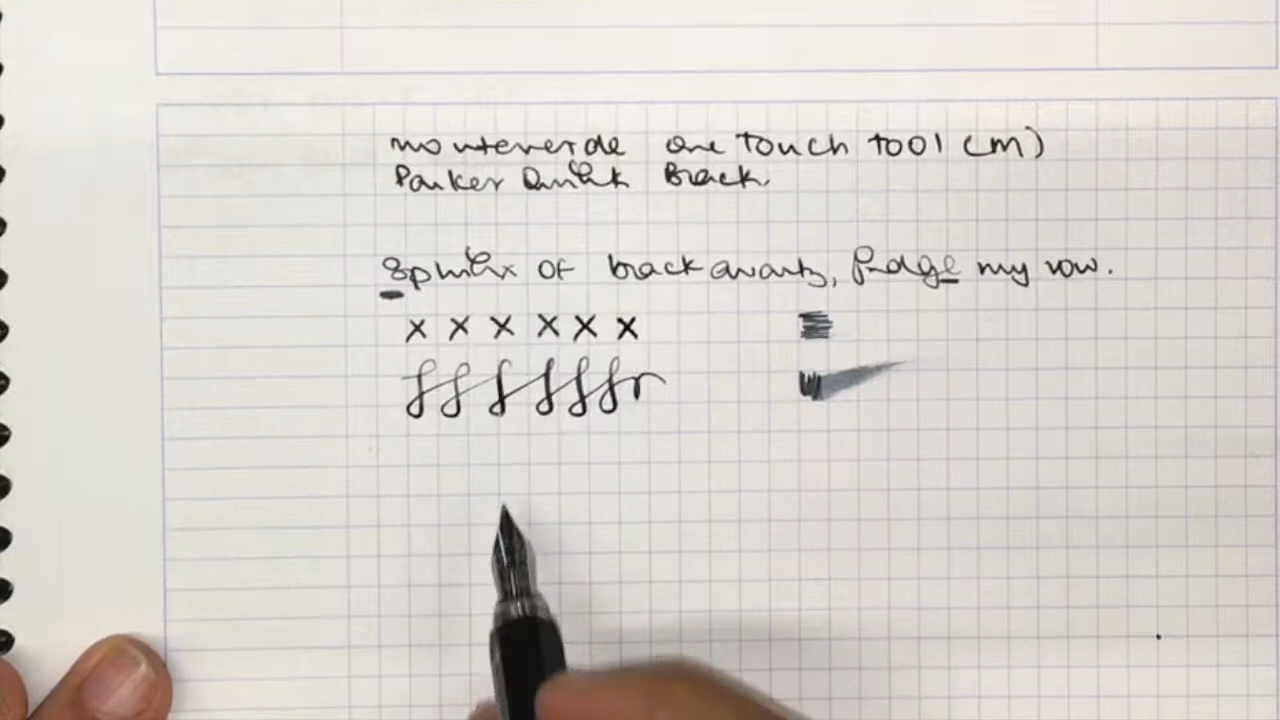 monteverde one Touch Tool (M)
Parker Quink Black.
Sphinx of black quartz, judge my vow.
x x x x x x